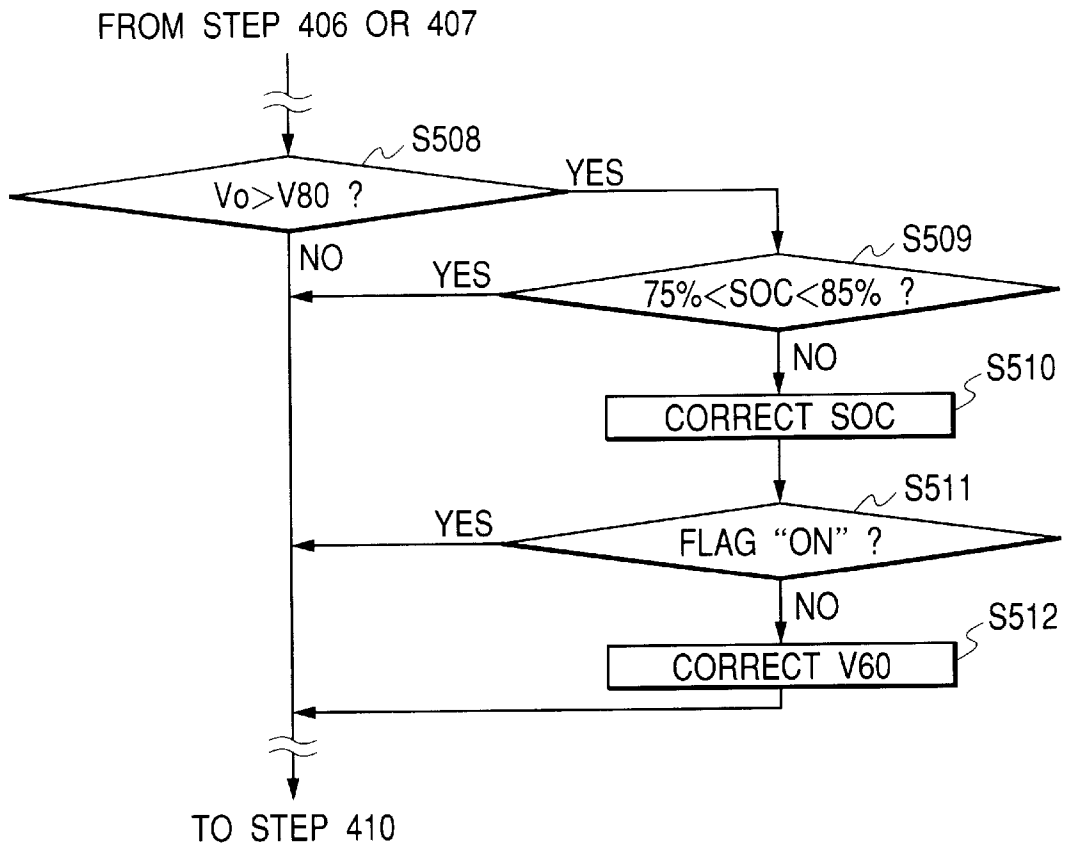 FROM STEP 406 OR 407
S508
Vo>V80 ?
YES
NO
S509
75%<SOC<85% ?
YES
NO
S510
CORRECT SOC
S511
FLAG “ON” ?
YES
NO
S512
CORRECT V60
TO STEP 410